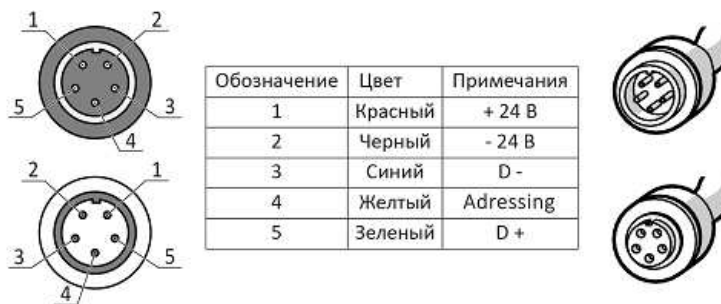 1 2
5 3
4
2 1
3 5
4
Обозначение Цвет Примечания
1 Красный + 24 В
2 Черный - 24 В
3 Синий D -
4 Желтый Adressing
5 Зеленый D +